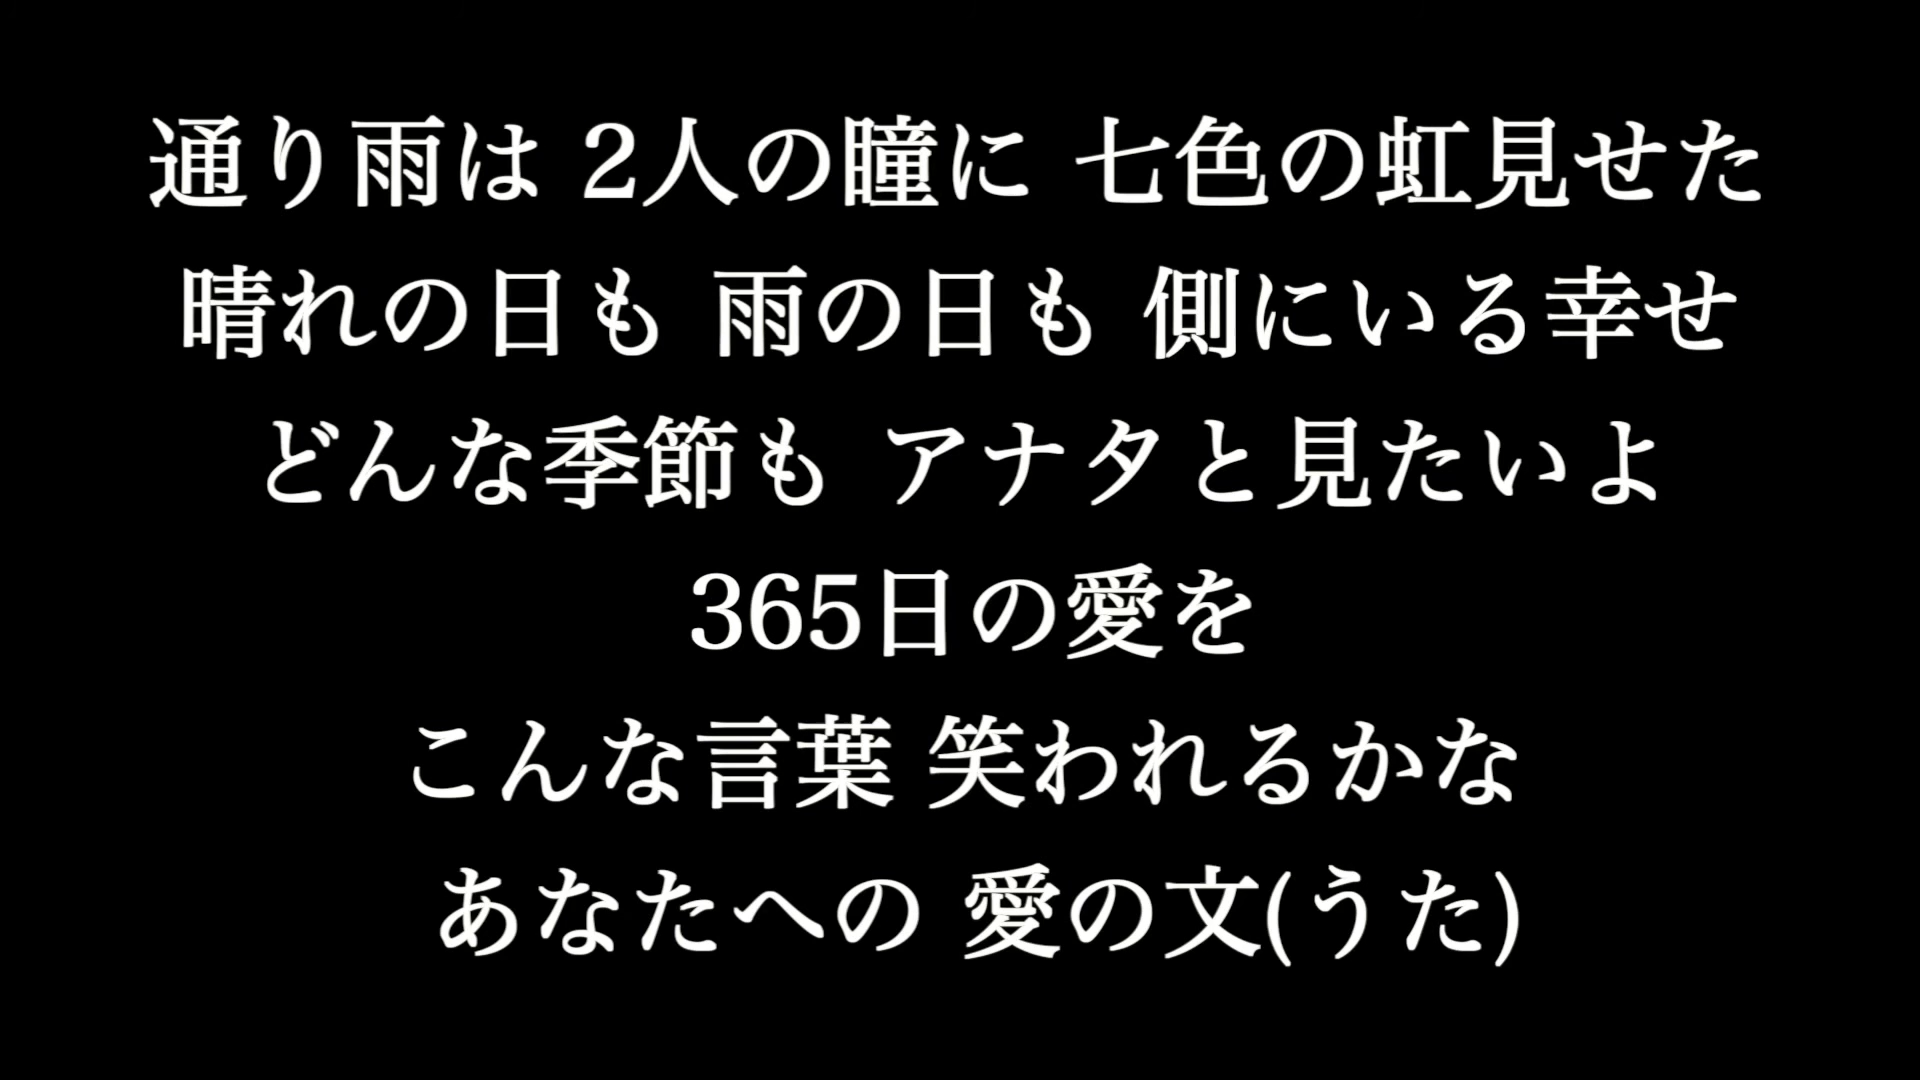 通り雨は 2人の瞳に 七色の虹見せた
晴れの日も 雨の日も 側にいる幸せ
どんな季節も アナタと見たいよ
365日の愛を
こんな言葉 笑われるかな
あなたへの 愛の文(うた)